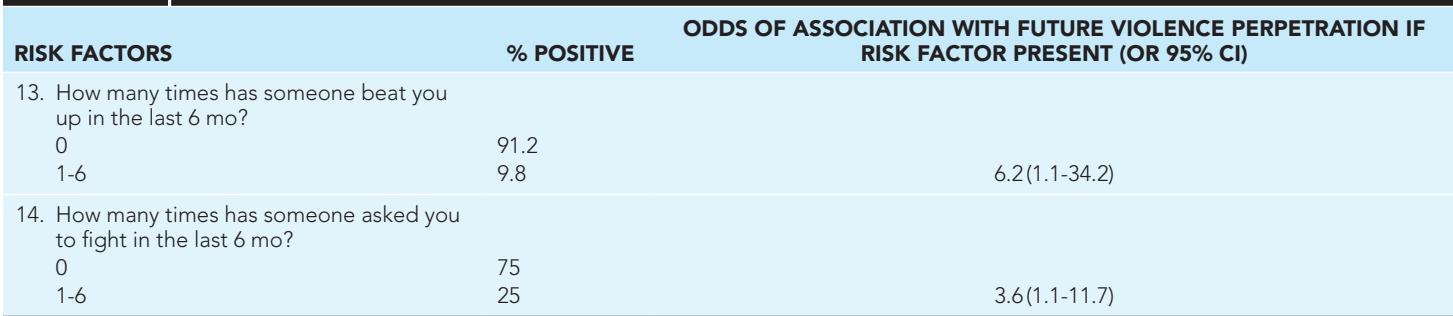 RISK FACTORS
% POSITIVE
ODDS OF ASSOCIATION WITH FUTURE VIOLENCE PERPETRATION IF
RISK FACTOR PRESENT (OR 95% CI)
13. How many times has someone beat you
up in the last 6 mo?
0 91.2
1-6 9.8 6.2 (1.1-34.2)
14. How many times has someone asked you
to fight in the last 6 mo?
0 75
1-6 25 3.6 (1.1-11.7)